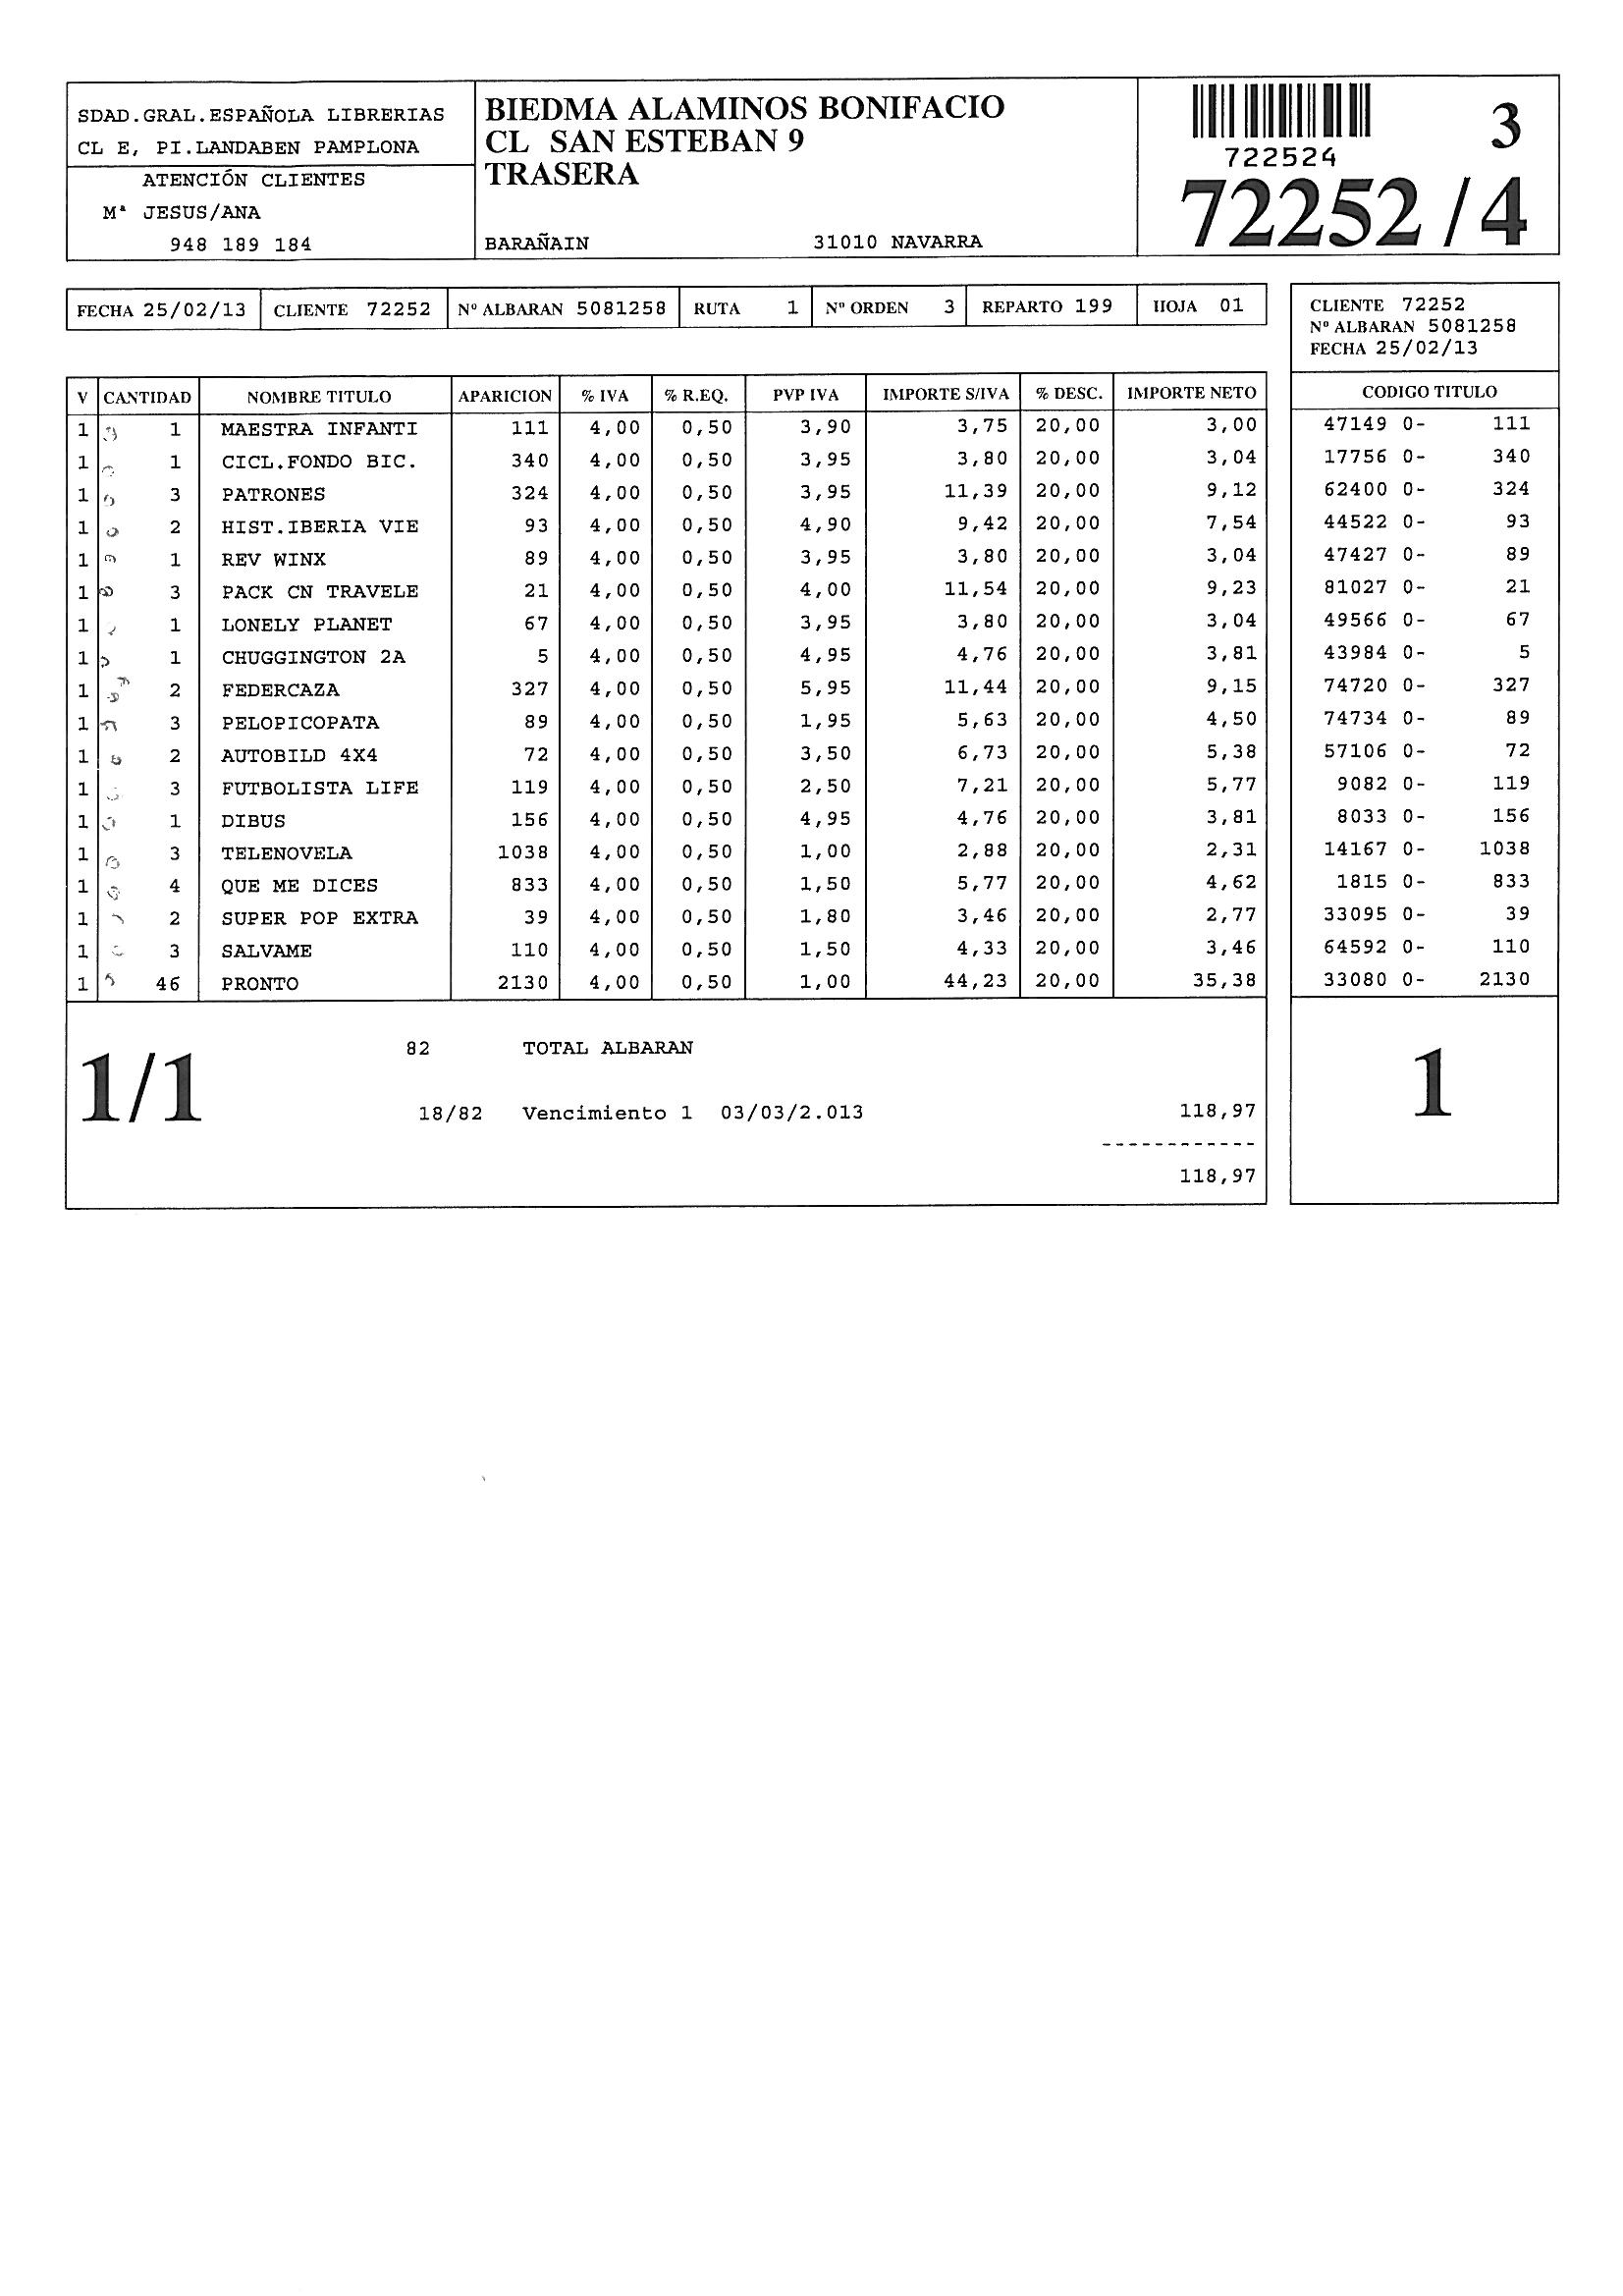 SDAD.GRAL.ESPAÑOLA LIBRERIAS
CL E, PI.LANDABEN PAMPLONA
ATENCIÓN CLIENTES
Mª JESUS/ANA
948 189 184
BIEDMA ALAMINOS BONIFACIO
CL SAN ESTEBAN 9
TRASERA
BARAÑAIN 31010 NAVARRA
3
722524
72252 / 4
FECHA 25/02/13 CLIENTE 72252 Nº ALBARAN 5081258 RUTA 1 Nº ORDEN 3 REPARTO 199 HOJA 01
CLIENTE 72252
Nº ALBARAN 5081258
FECHA 25/02/13
V CANTIDAD NOMBRE TITULO APARICION % IVA % R.EQ. PVP IVA IMPORTE S/IVA % DESC. IMPORTE NETO CODIGO TITULO
1 1 MAESTRA INFANTI 111 4,00 0,50 3,90 3,75 20,00 3,00 47149 0- 111
1 1 CICL.FONDO BIC. 340 4,00 0,50 3,95 3,80 20,00 3,04 17756 0- 340
1 3 PATRONES 324 4,00 0,50 3,95 11,39 20,00 9,12 62400 0- 324
1 2 HIST.IBERIA VIE 93 4,00 0,50 4,90 9,42 20,00 7,54 44522 0- 93
1 1 REV WINX 89 4,00 0,50 3,95 3,80 20,00 3,04 47427 0- 89
1 3 PACK CN TRAVELE 21 4,00 0,50 4,00 11,54 20,00 9,23 81027 0- 21
1 1 LONELY PLANET 67 4,00 0,50 3,95 3,80 20,00 3,04 49566 0- 67
1 1 CHUGGINGTON 2A 5 4,00 0,50 4,95 4,76 20,00 3,81 43984 0- 5
1 2 FEDERCAZA 327 4,00 0,50 5,95 11,44 20,00 9,15 74720 0- 327
1 3 PELOPICOPATA 89 4,00 0,50 1,95 5,63 20,00 4,50 74734 0- 89
1 2 AUTOBILD 4X4 72 4,00 0,50 3,50 6,73 20,00 5,38 57106 0- 72
1 3 FUTBOLISTA LIFE 119 4,00 0,50 2,50 7,21 20,00 5,77 9082 0- 119
1 1 DIBUS 156 4,00 0,50 4,95 4,76 20,00 3,81 8033 0- 156
1 3 TELENOVELA 1038 4,00 0,50 1,00 2,88 20,00 2,31 14167 0- 1038
1 4 QUE ME DICES 833 4,00 0,50 1,50 5,77 20,00 4,62 1815 0- 833
1 2 SUPER POP EXTRA 39 4,00 0,50 1,80 3,46 20,00 2,77 33095 0- 39
1 3 SALVAME 110 4,00 0,50 1,50 4,33 20,00 3,46 64592 0- 110
1 46 PRONTO 2130 4,00 0,50 1,00 44,23 20,00 35,38 33080 0- 2130
82 TOTAL ALBARAN
1/1
18/82 Vencimiento 1 03/03/2.013 118,97
------------
118,97
1